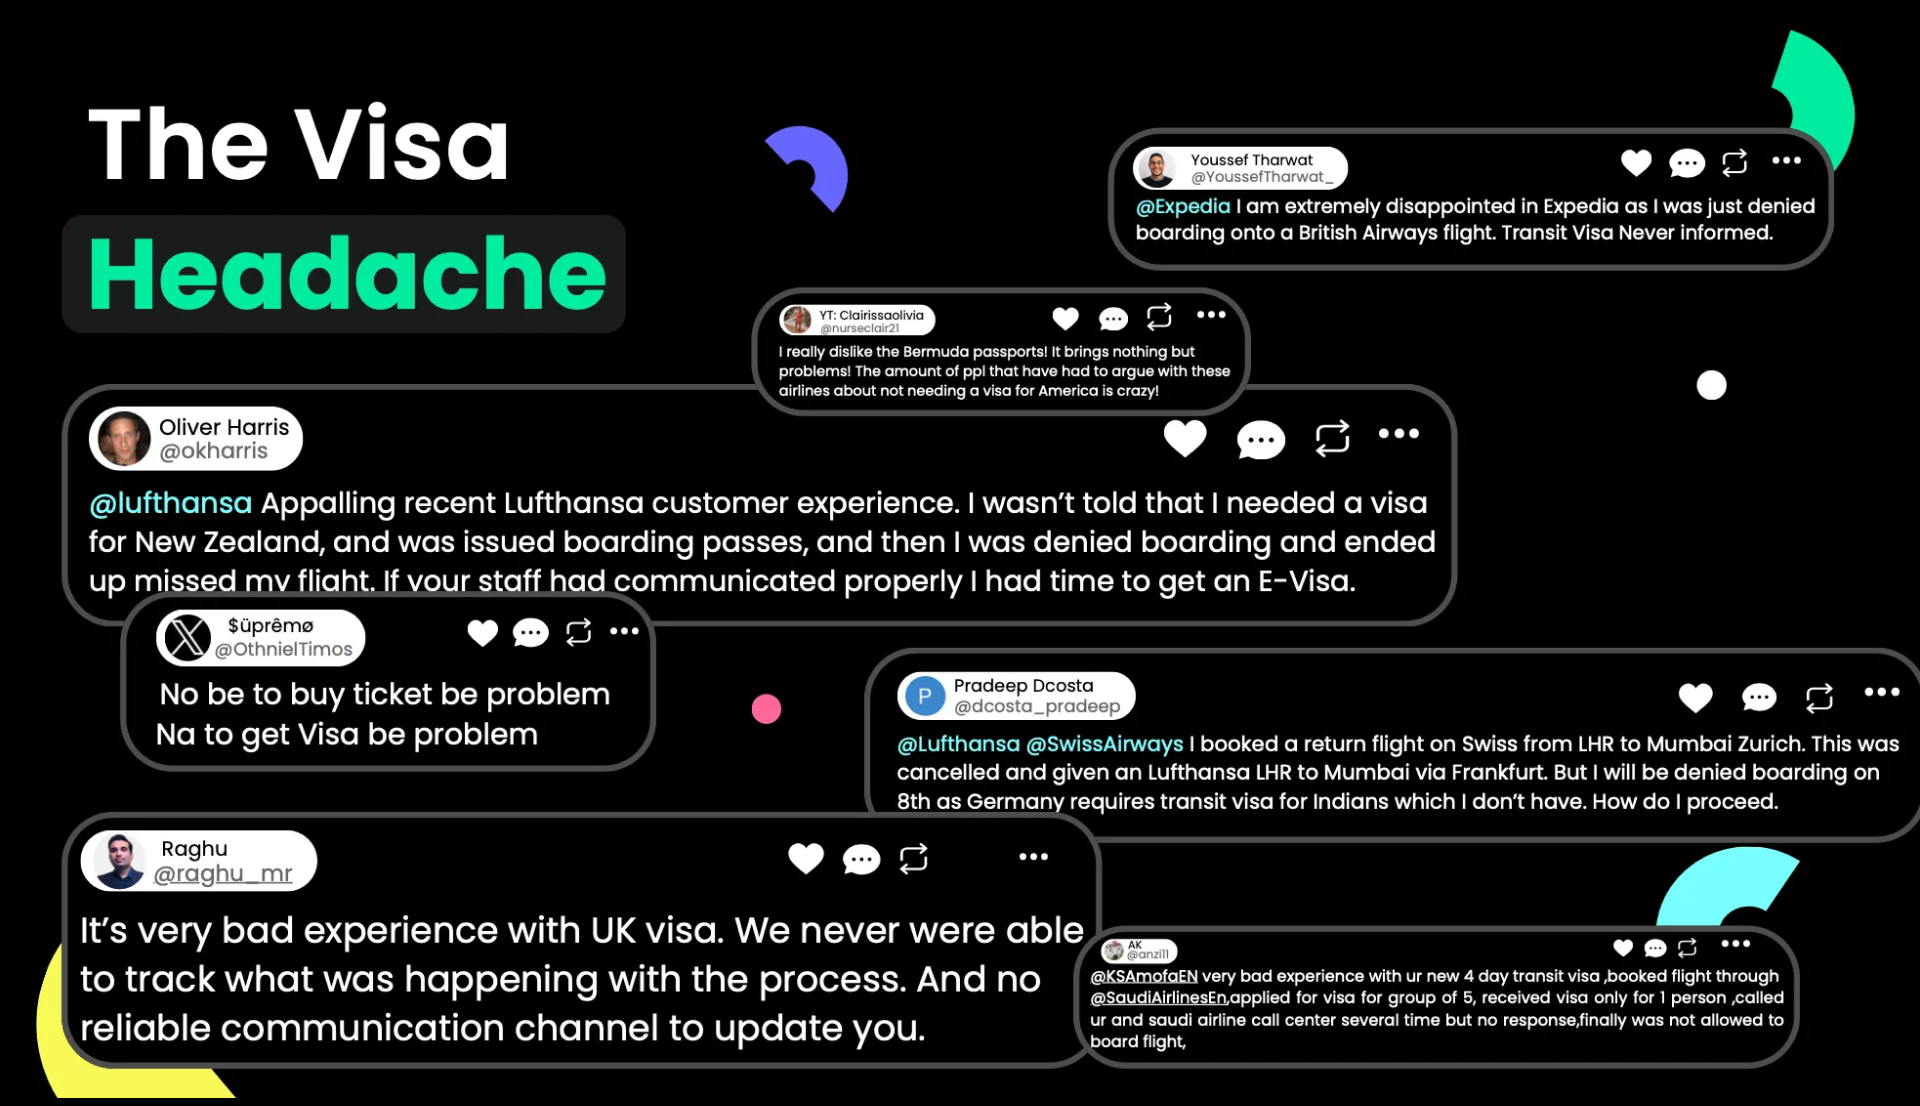 The Visa
Headache
Youssef Tharwat
@YoussefTharwat_
@Expedia I am extremely disappointed in Expedia as I was just denied
boarding onto a British Airways flight. Transit Visa Never informed.
YT: Clairissaolivia
@nurseclair21
I really dislike the Bermuda passports! It brings nothing but
problems! The amount of ppl that have had to argue with these
airlines about not needing a visa for America is crazy!
Oliver Harris
@okharris
@lufthansa Appalling recent Lufthansa customer experience. I wasn't told that I needed a visa
for New Zealand, and was issued boarding passes, and then I was denied boarding and ended
up missed my flight. If your staff had communicated properly I had time to get an E-Visa.
$üprêmø
@OthnielTimos
No be to buy ticket be problem
Na to get Visa be problem
Pradeep Dcosta
P
@dcosta_pradeep
@Lufthansa @SwissAirways I booked a return flight on Swiss from LHR to Mumbai Zurich. This was
cancelled and given an Lufthansa LHR to Mumbai via Frankfurt. But I will be denied boarding on
8th as Germany requires transit visa for Indians which I don't have. How do I proceed.
Raghu
@raghu_mr
It's very bad experience with UK visa. We never were able
to track what was happening with the process. And no
reliable communication channel to update you.
AK
@anzi11
@KSAmofaEN very bad experience with ur new 4 day transit visa ,booked flight through
@SaudiAirlinesEn,applied for visa for group of 5, received visa only for 1 person ,called
ur and saudi airline call center several time but no response,finally was not allowed to
board flight,